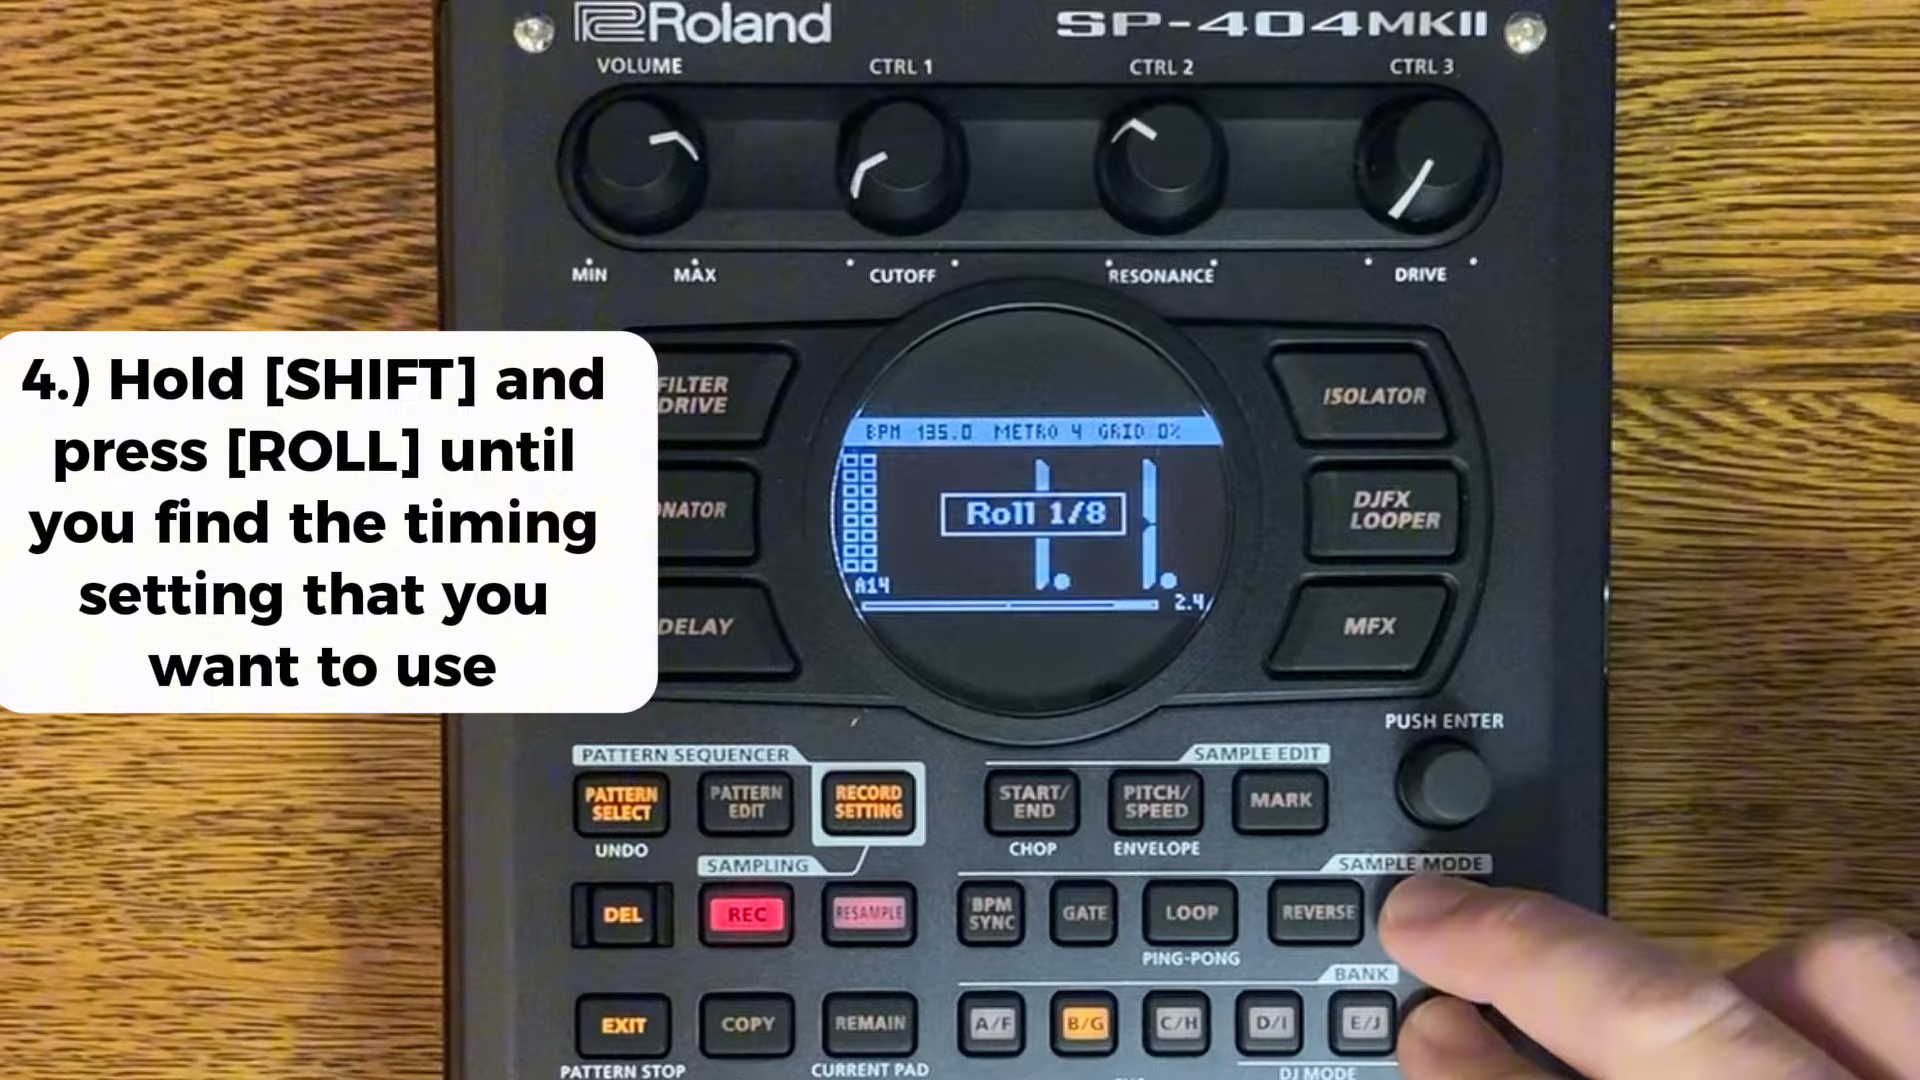 Roland
SP-404MKII
VOLUME
CTRL 1
CTRL 2
CTRL 3
MIN
MAX
CUTOFF
RESONANCE
DRIVE
4.) Hold [SHIFT] and
press [ROLL] until
you find the timing
setting that you
want to use
FILTER
DRIVE
ISOLATOR
BPM 135.0 METRO 4 GRID 0%
Roll 1/8
DJFX
LOOPER
A14
2.4
DELAY
MFX
PUSH ENTER
PATTERN SEQUENCER
SAMPLE EDIT
PATTERN
SELECT
PATTERN
EDIT
RECORD
SETTING
START/
END
PITCH/
SPEED
MARK
UNDO
CHOP
ENVELOPE
SAMPLING
SAMPLE MODE
DEL
REC
RESAMPLE
BPM
SYNC
GATE
LOOP
REVERSE
PING-PONG
BANK
EXIT
COPY
REMAIN
A/F
B/G
C/H
D/I
E/J
PATTERN STOP
CURRENT PAD
DJ MODE